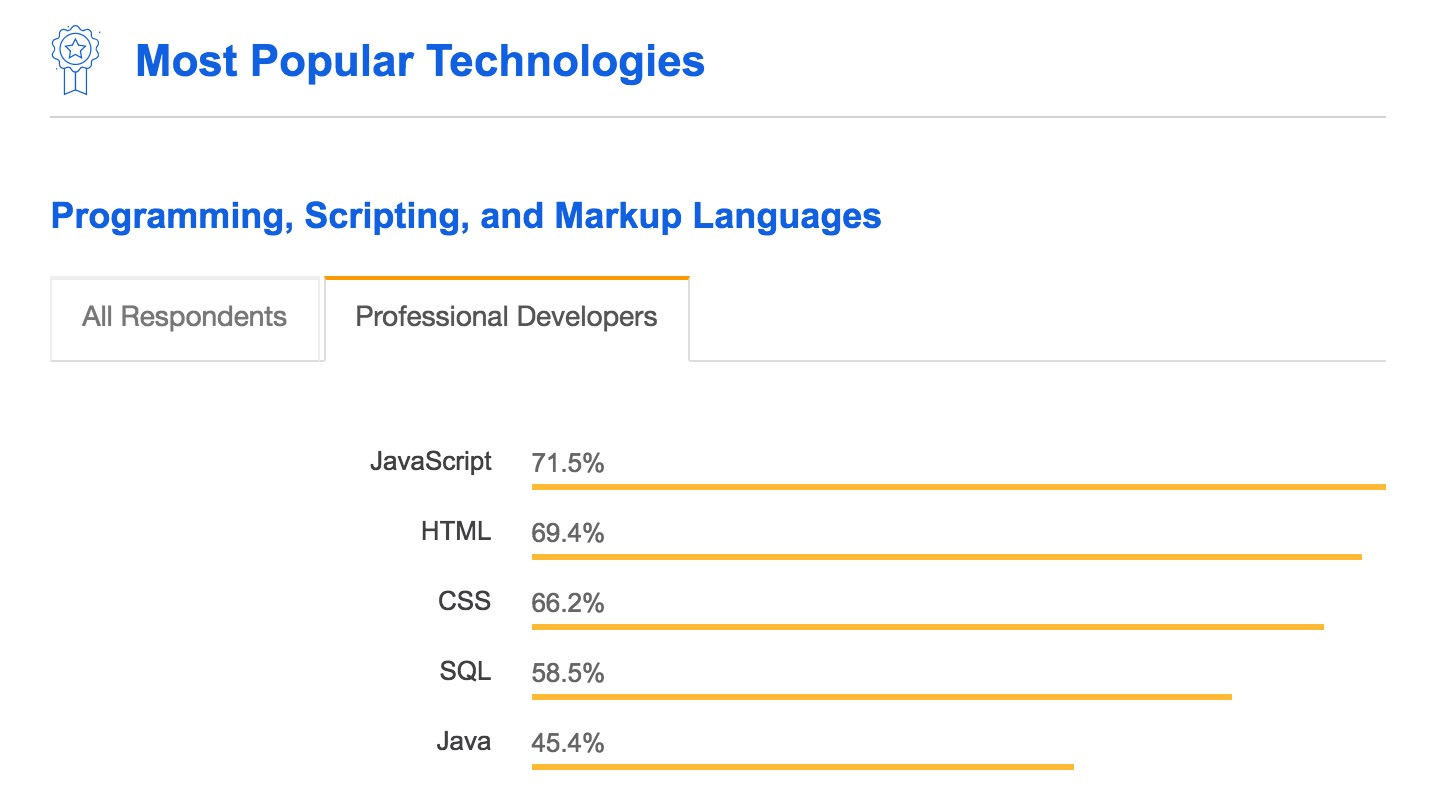 Most Popular Technologies
Programming, Scripting, and Markup Languages
All Respondents Professional Developers
JavaScript 71.5%
HTML 69.4%
CSS 66.2%
SQL 58.5%
Java 45.4%